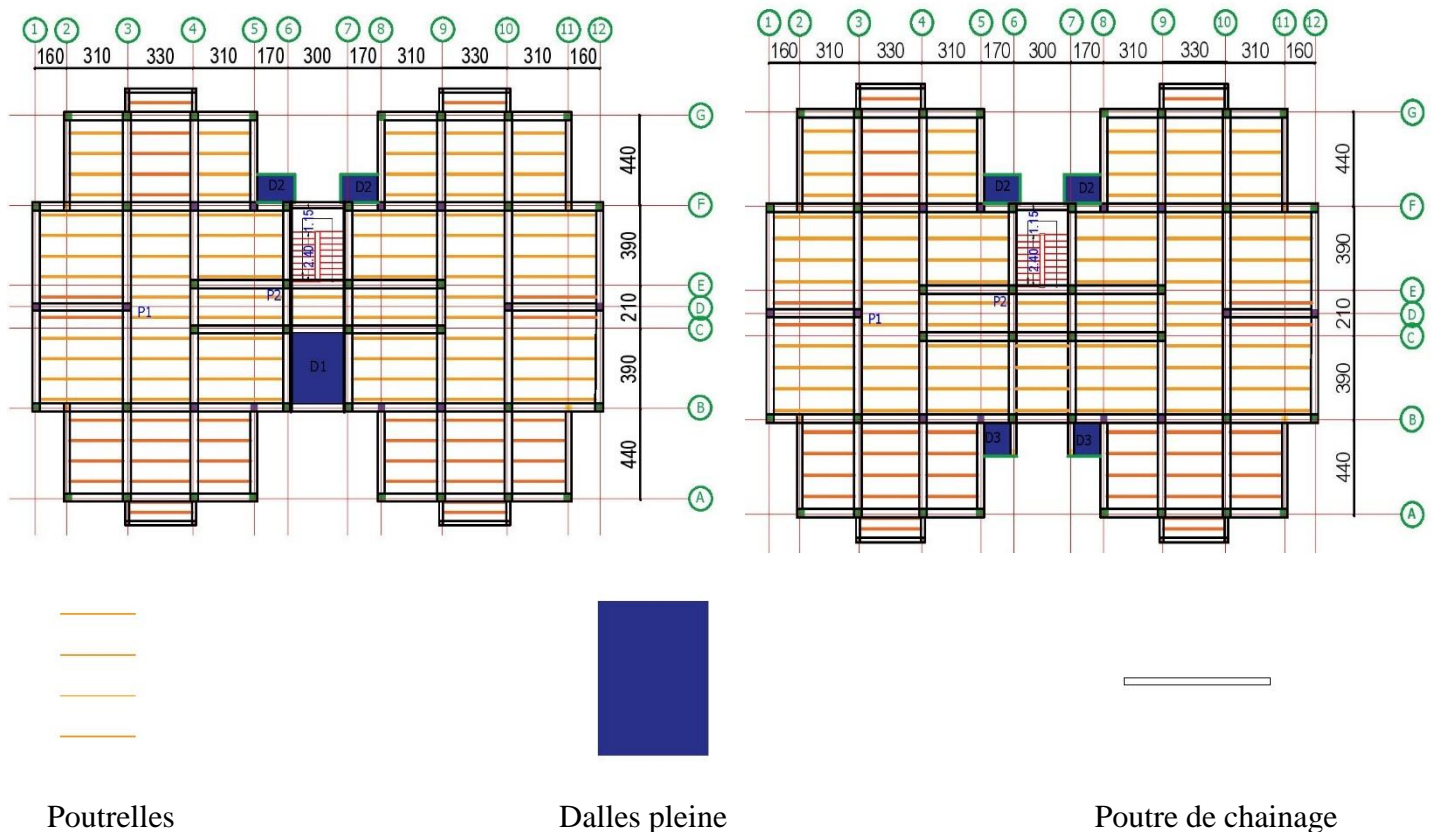 1 2 3 4 5 6 7 8 9 10 11 12
160 310 330 310 170 300 170 310 330 310 160
G
440
D2 D2
F
2.40 1.15
390
E
P2
210
D
P1
C
D1
390
B
440
A
1 2 3 4 5 6 7 8 9 10 11 12
160 310 330 310 170 300 170 310 330 310 160
G
440
D2 D2
F
2.40 1.15
390
E
P2
210
D
P1
C
390
B
D3 D3
440
A
Poutrelles
Dalles pleine
Poutre de chainage